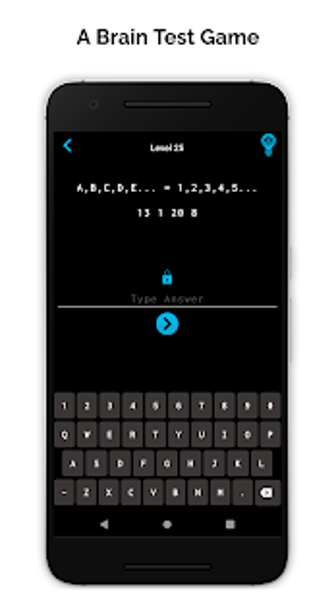 A Brain Test Game
Level 25
A,B,C,D,E... = 1,2,3,4,5...
13 1 20 8
Type Answer
1 2 3 4 5 6 7 8 9 0
Q W E R T Y U I O P
A S D F G H J K L
- Z X C V B N M .